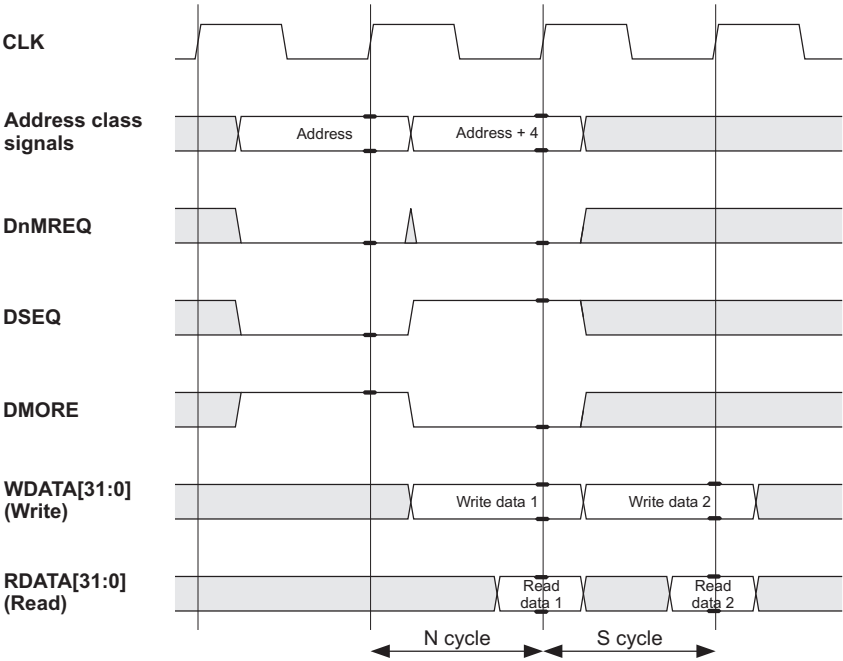 CLK
Address class
signals
Address
Address + 4
DnMREQ
DSEQ
DMORE
WDATA[31:0]
(Write)
Write data 1
Write data 2
RDATA[31:0]
(Read)
Read
data 1
Read
data 2
N cycle
S cycle